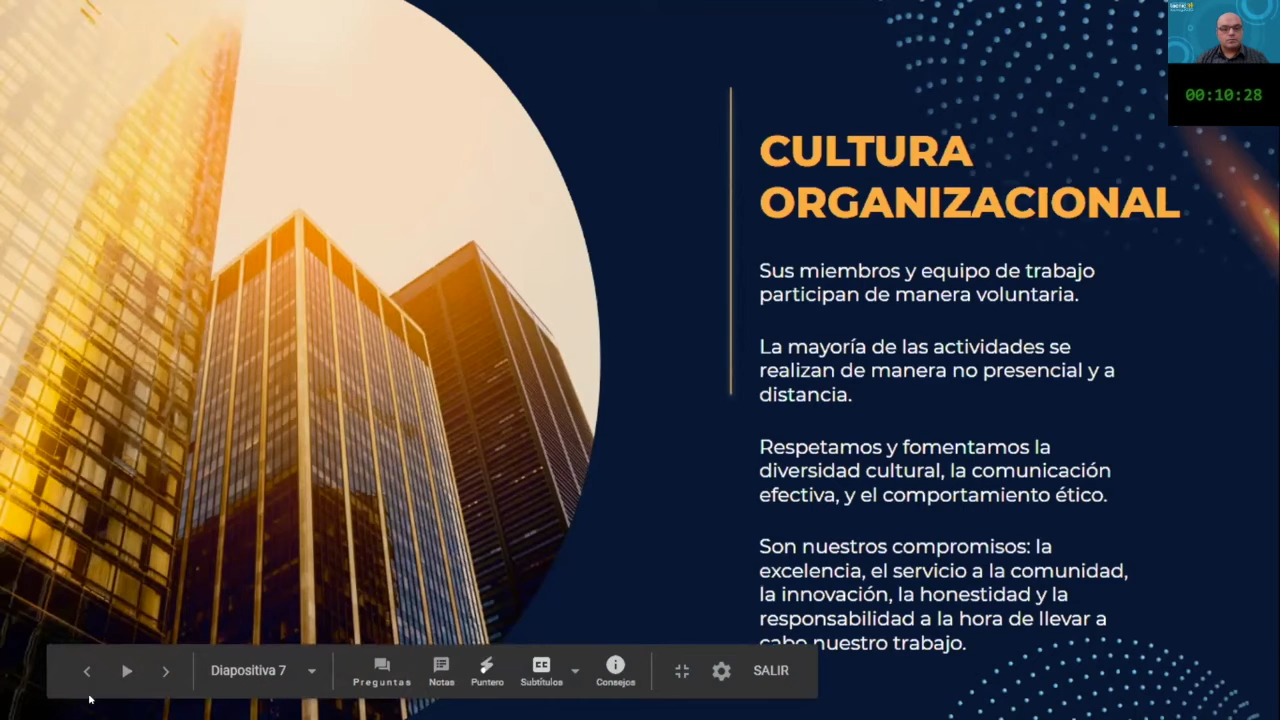 00:10:28
CULTURA
ORGANIZACIONAL
Sus miembros y equipo de trabajo
participan de manera voluntaria.
La mayoría de las actividades se
realizan de manera no presencial y a
distancia.
Respetamos y fomentamos la
diversidad cultural, la comunicación
efectiva, y el comportamiento ético.
Son nuestros compromisos: la
excelencia, el servicio a la comunidad,
la innovación, la honestidad y la
responsabilidad a la hora de llevar a
cabo nuestro trabajo.
Diapositiva 7
Preguntas
Notas
Puntero
CC
Subtítulos
Consejos
SALIR